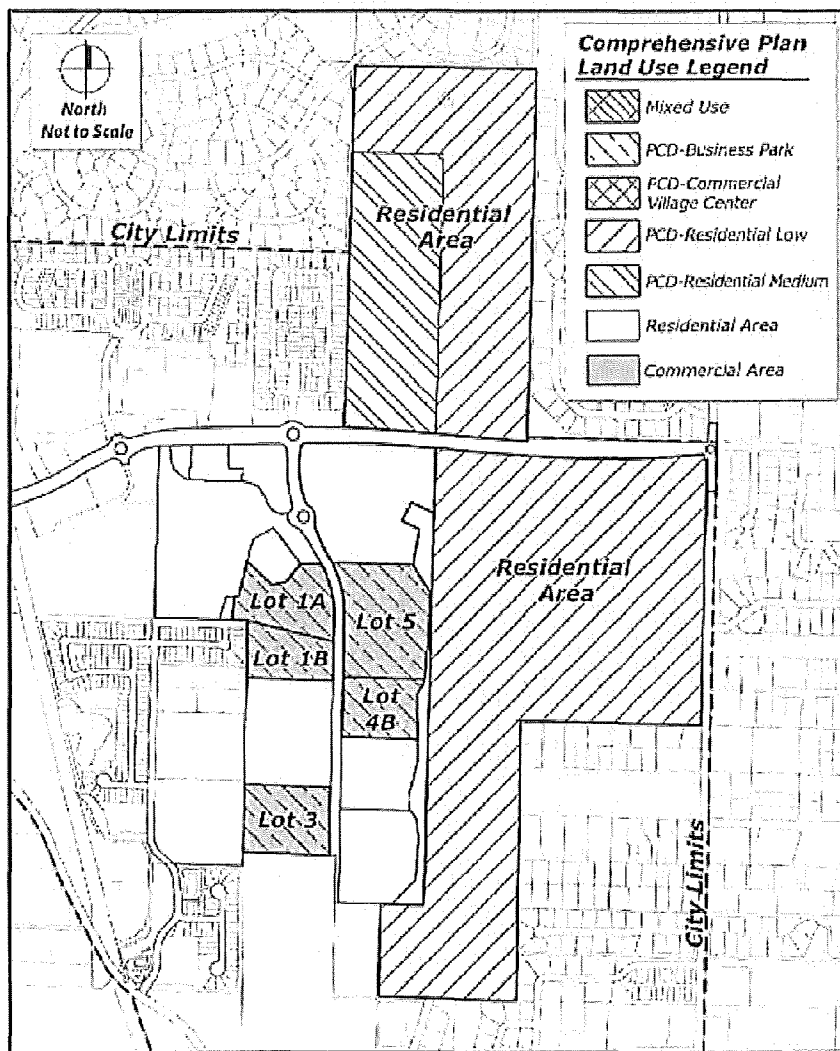 North
Not to Scale
Comprehensive Plan
Land Use Legend
Mixed Use
PCD-Business Park
PCD-Commercial
Village Center
PCD-Residential Low
PCD-Residential Medium
Residential Area
Commercial Area
City Limits
Residential
Area
Residential
Area
Lot 1A
Lot 5
Lot 1B
Lot
4B
Lot 3
City Limits